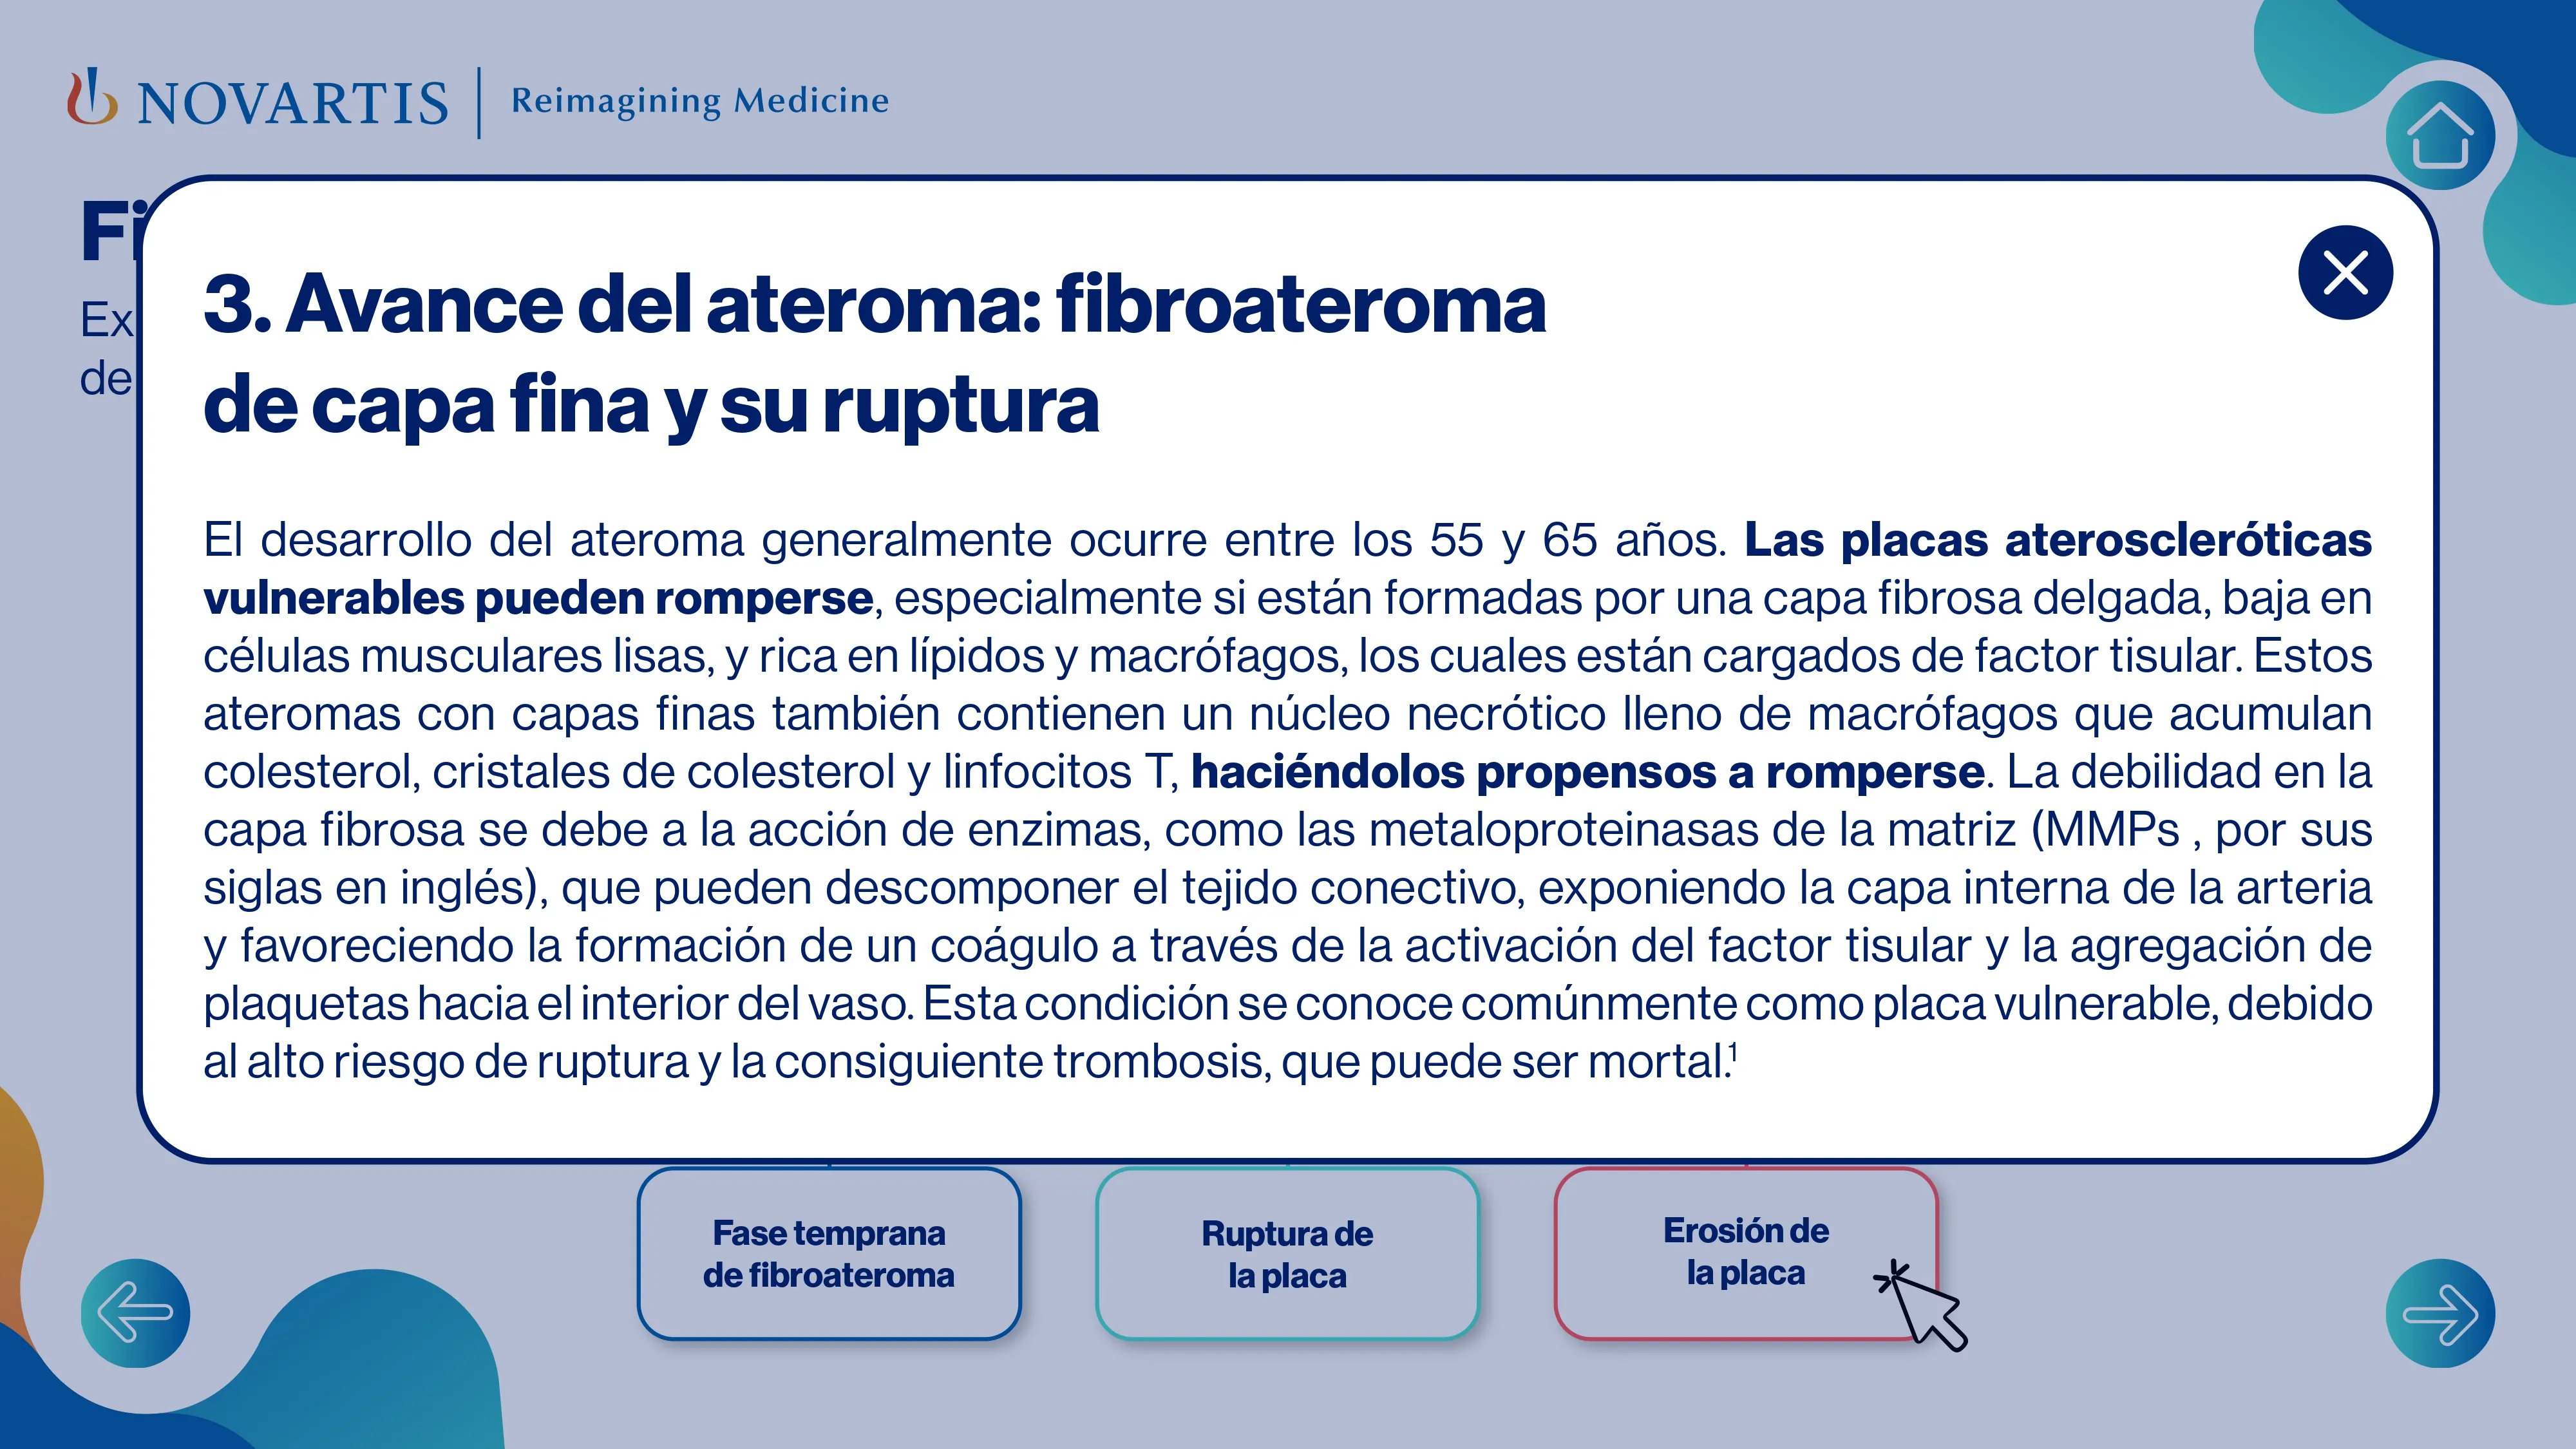 NOVARTIS | Reimagining Medicine
3. Avance del ateroma: fibroateroma
de capa fina y su ruptura
El desarrollo del ateroma generalmente ocurre entre los 55 y 65 años. Las placas ateroscleróticas
vulnerables pueden romperse, especialmente si están formadas por una capa fibrosa delgada, baja en
células musculares lisas, y rica en lípidos y macrófagos, los cuales están cargados de factor tisular. Estos
ateromas con capas finas también contienen un núcleo necrótico lleno de macrófagos que acumulan
colesterol, cristales de colesterol y linfocitos T, haciéndolos propensos a romperse. La debilidad en la
capa fibrosa se debe a la acción de enzimas, como las metaloproteinasas de la matriz (MMPs , por sus
siglas en inglés), que pueden descomponer el tejido conectivo, exponiendo la capa interna de la arteria
y favoreciendo la formación de un coágulo a través de la activación del factor tisular y la agregación de
plaquetas hacia el interior del vaso. Esta condición se conoce comúnmente como placa vulnerable, debido
al alto riesgo de ruptura y la consiguiente trombosis, que puede ser mortal.¹
Fase temprana
de fibroateroma
Ruptura de
la placa
Erosión de
la placa